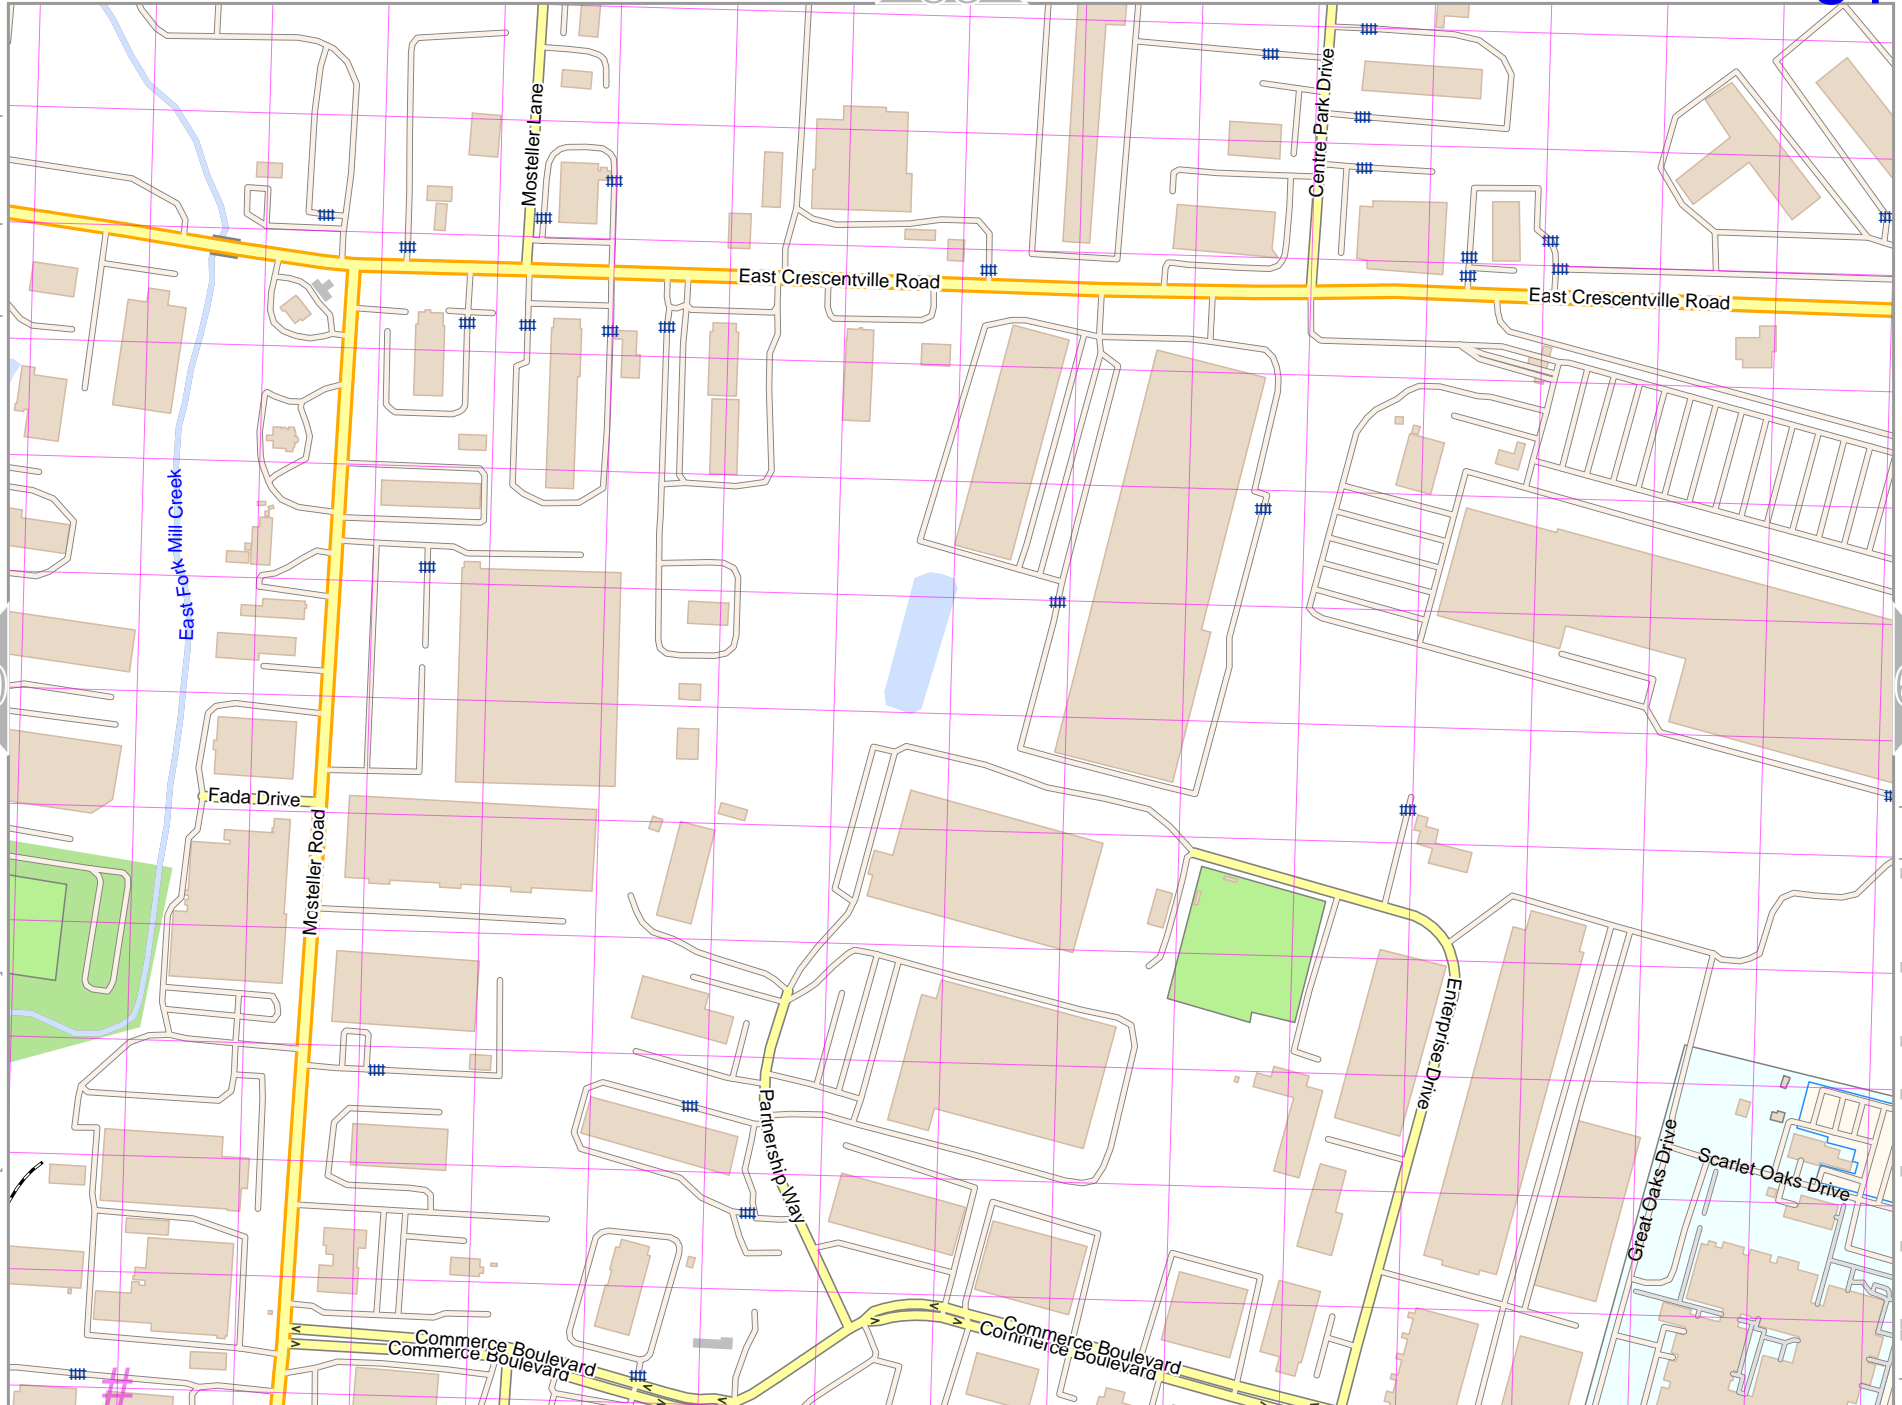 Mosteller Lane
Centre Park Drive
East Crescentville Road
East Crescentville Road
East Fork Mill Creek
Fada Drive
Mosteller Road
Enterprise Drive
Partnership Way
Scarlet Oaks Drive
Great Oaks Drive
Commerce Boulevard
Commerce Boulevard
Commerce Boulevard
Commerce Boulevard